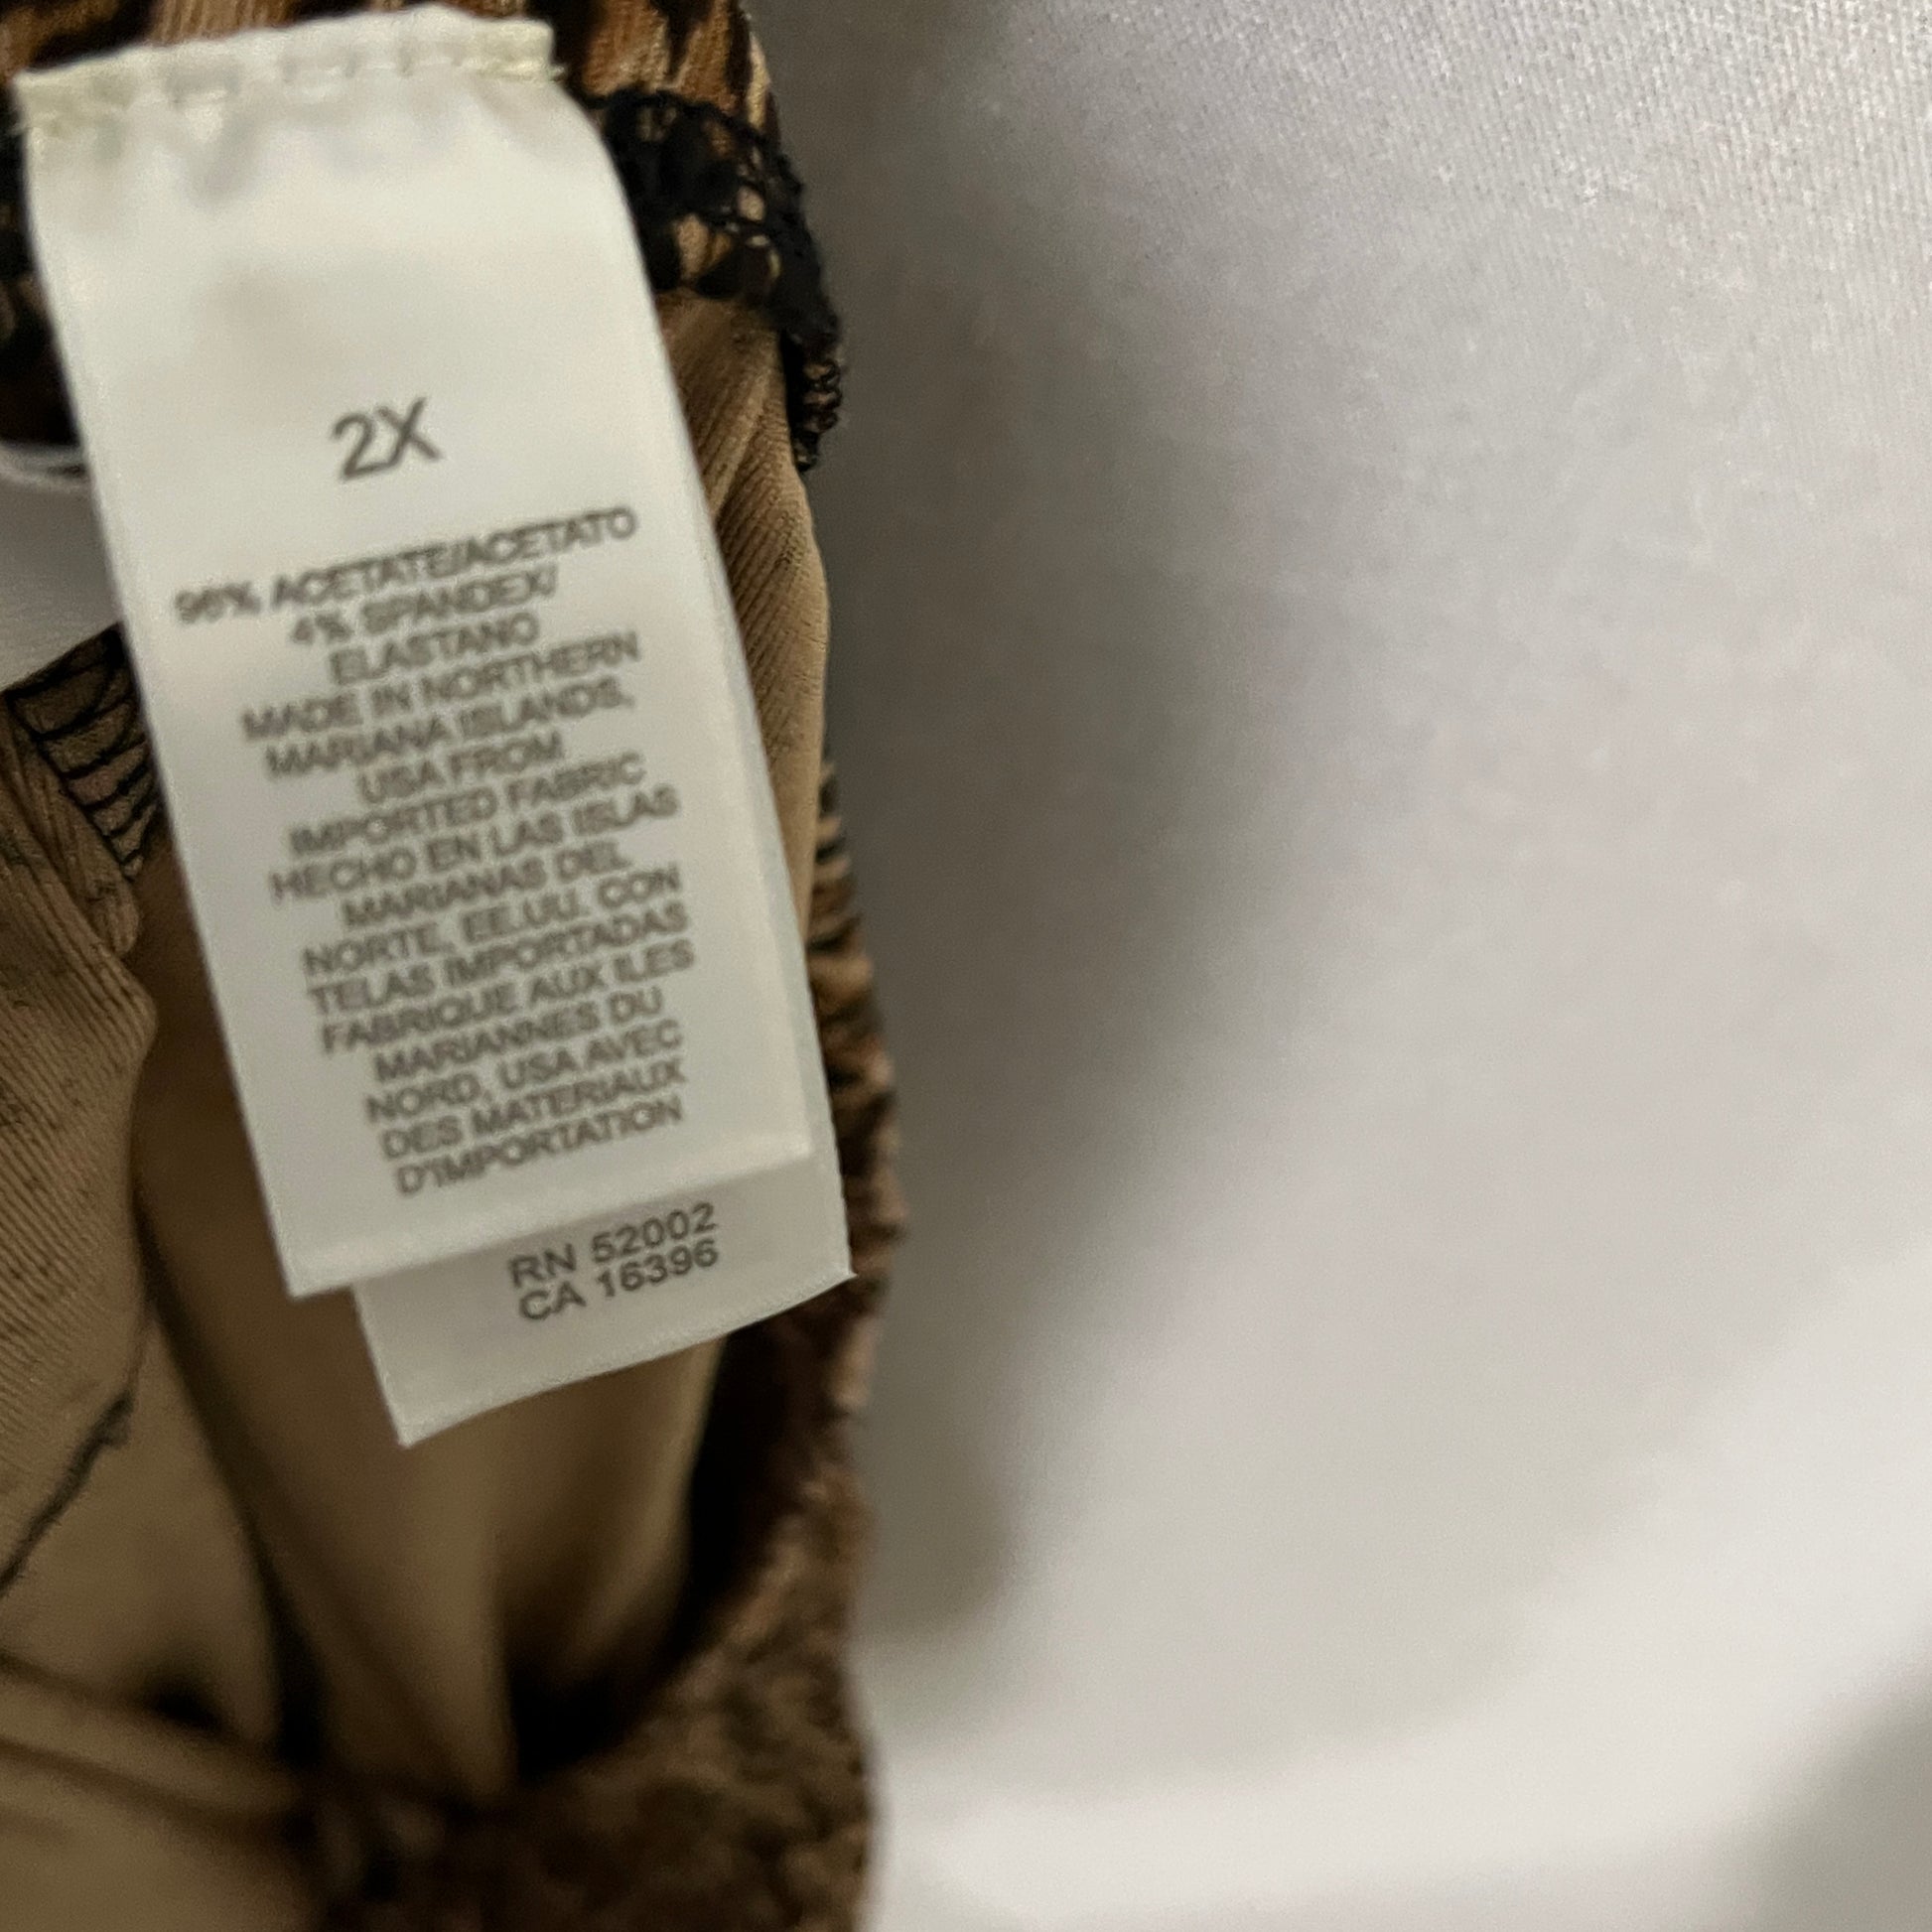 2X
96% ACETATE/ACETATO
4% SPANDEX/
ELASTANO
MADE IN NORTHERN
MARIANA ISLANDS,
USA FROM
IMPORTED FABRIC
HECHO EN LAS ISLAS
MARIANAS DEL
NORTE, EE.UU. CON
TELAS IMPORTADAS
FABRIQUE AUX ILES
MARIANNES DU
NORD, USA AVEC
DES MATERIAUX
D'IMPORTATION
RN 52002
CA 16396